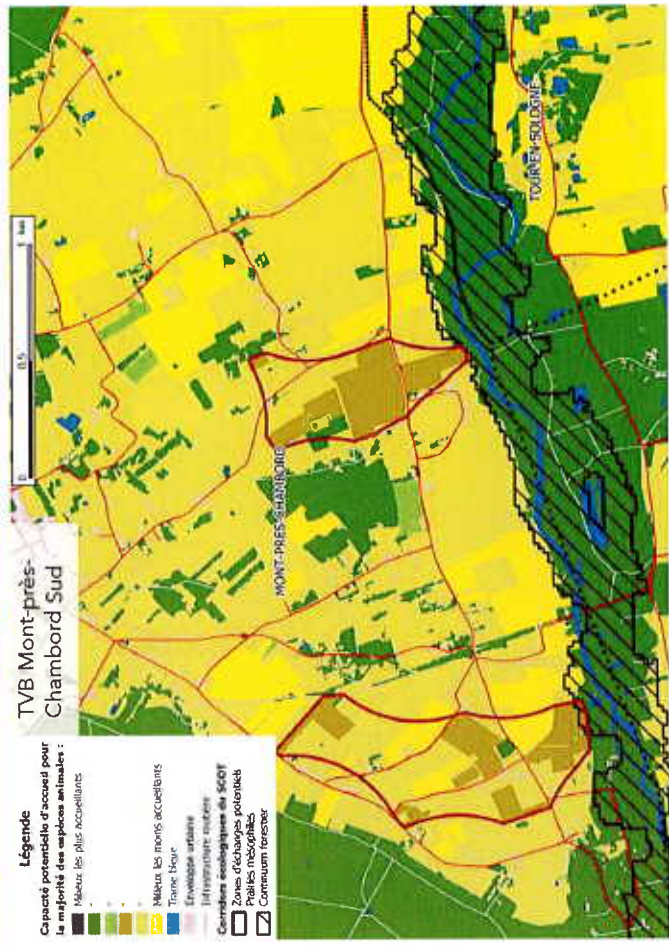 TVB Mont-près-
Chambord Sud
Légende
Capacité potentielle d'accueil pour
la majorité des espèces animales :
Milieux les plus accueillants
Milieux les moins accueillants
Trame bleue
Enveloppe urbaine
Infrastructure routière
Corridors écologiques du SCOT
Zones d'échanges potentiels
Prairies mésophiles
Continuum forestier
0
0.5
1 km
MONT-PRES-CHAMBORD
TOUR-EN-SOLOGNE